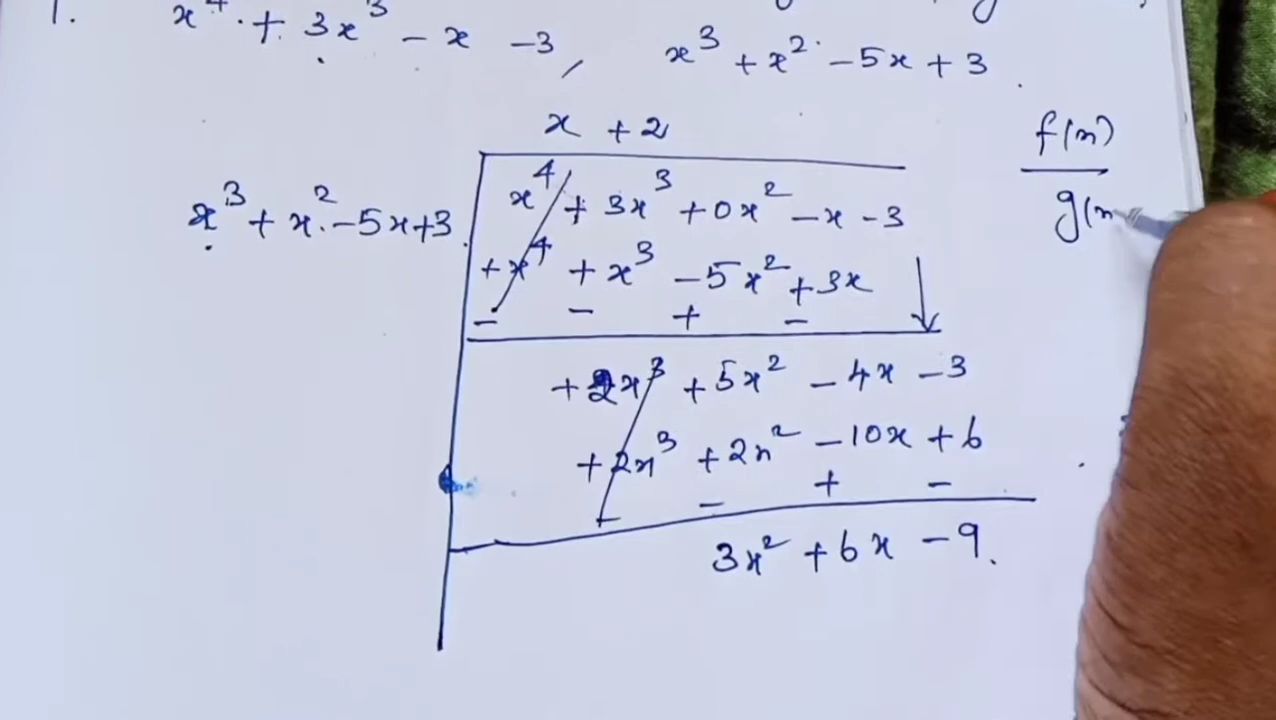 1. x⁴ + 3x³ - x - 3, x³ + x² - 5x + 3
x + 2
x³ + x² - 5x + 3
x⁴ + 3x³ + 0x² - x - 3
+ x⁴ + x³ - 5x² + 3x
- - + -
+ 2x³ + 5x² - 4x - 3
+ 2x³ + 2x² - 10x + 6
- - + -
3x² + 6x - 9.
f(x)
g(x